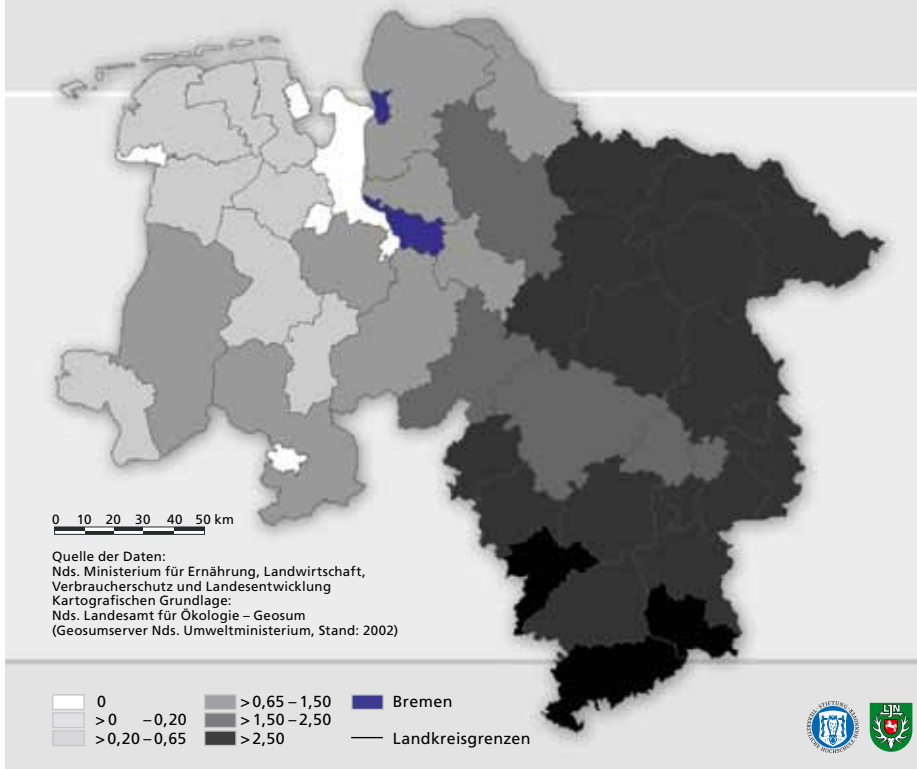 0 10 20 30 40 50 km
Quelle der Daten:
Nds. Ministerium für Ernährung, Landwirtschaft,
Verbraucherschutz und Landesentwicklung
Kartografischen Grundlage:
Nds. Landesamt für Ökologie – Geosum
(Geosumserver Nds. Umweltministerium, Stand: 2002)
0
>0 –0,20
>0,20–0,65
>0,65–1,50
>1,50–2,50
>2,50
Bremen
Landkreisgrenzen
LJN